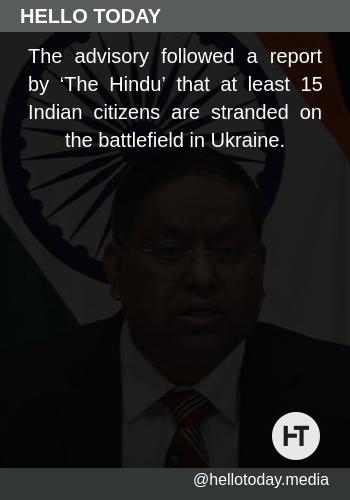 HELLO TODAY
The advisory followed a report
by ‘The Hindu’ that at least 15
Indian citizens are stranded on
the battlefield in Ukraine.
HT
@hellotoday.media